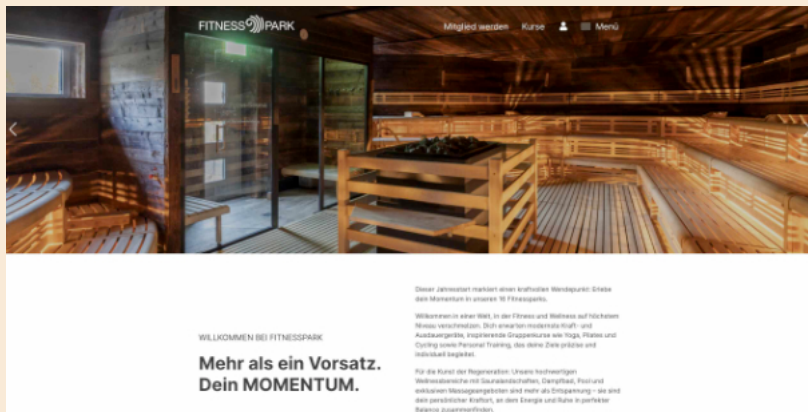 FITNESS PARK
Mitglied werden Kurse Menü
WILLKOMMEN BEI FITNESSPARK
Mehr als ein Vorsatz.
Dein MOMENTUM.
Dieser Jahresstart markiert einen kraftvollen Wendepunkt: Erlebe
dein Momentum in unseren 16 Fitnessparks.
Willkommen in einer Welt, in der Fitness und Wellness auf höchstem
Niveau verschmelzen. Dich erwarten modernste Kraft- und
Ausdauergeräte, inspirierende Gruppenkurse wie Yoga, Pilates und
Cycling sowie Personal Training, das deine Ziele präzise und
individuell begleitet.
Für die Kunst der Regeneration: Unsere hochwertigen
Wellnessbereiche mit Saunalandschaften, Dampfbad, Pool und
exklusiven Massageangeboten sind mehr als Entspannung – sie sind
dein persönlicher Kraftort, an dem Energie und Ruhe in perfekter
Balance zusammenfinden.